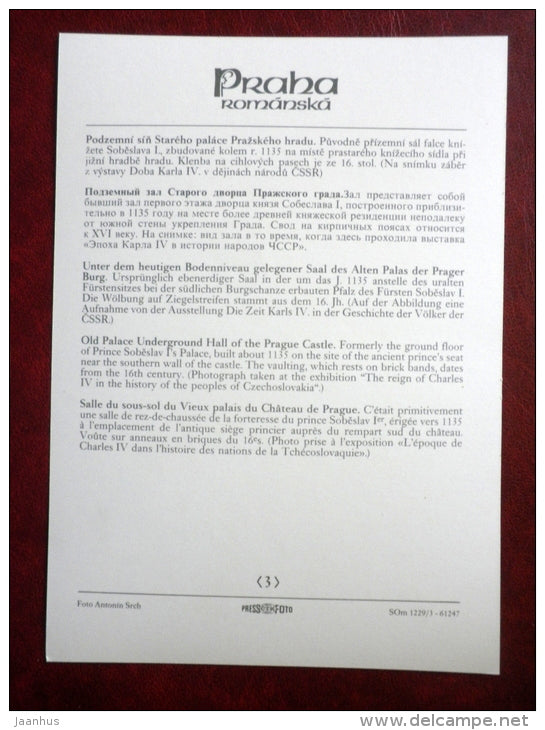 Praha
románská
Podzemní síň Starého paláce Pražského hradu. Původně přízemní sál falce kní-
žete Soběslava I., zbudované kolem r. 1135 na místě prastarého knížecího sídla při
jižní hradbě hradu. Klenba na cihlových pasech je ze 16. stol. (Na snímku záběr
z výstavy Doba Karla IV. v dějinách národů ČSSR)
Подземный зал Старого дворца Пражского града.Зал представляет собой
бывший зал первого этажа дворца князя Собеслава I, построенного приблизи-
тельно в 1135 году на месте более древней княжеской резиденции неподалеку
от южной стены укрепления Града. Свод на кирпичных поясах относится
к XVI веку. На снимке: вид зала в то время, когда здесь проходила выставка
«Эпоха Карла IV в истории народов ЧССР».
Unter dem heutigen Bodenniveau gelegener Saal des Alten Palas der Prager
Burg. Ursprünglich ebenerdiger Saal in der um das J. 1135 anstelle des uralten
Fürstensitzes bei der südlichen Burgschanze erbauten Pfalz des Fürsten Soběslav I.
Die Wölbung auf Ziegelstreifen stammt aus dem 16. Jh. (Auf der Abbildung eine
Aufnahme von der Ausstellung Die Zeit Karls IV. in der Geschichte der Völker der
ČSSR.)
Old Palace Underground Hall of the Prague Castle. Formerly the ground floor
of Prince Soběslav I's Palace, built about 1135 on the site of the ancient prince's seat
near the southern wall of the castle. The vaulting, which rests on brick bands, dates
from the 16th century. (Photograph taken at the exhibition "The reign of Charles
IV in the history of the peoples of Czechoslovakia".)
Salle du sous-sol du Vieux palais du Château de Prague. C'était primitivement
une salle de rez-de-chaussée de la forteresse du prince Soběslav Ier, érigée vers 1135
à l'emplacement de l'antique siège princier auprès du rempart sud du château.
Voûte sur anneaux en briques du 16es. (Photo prise à l'exposition «L'époque de
Charles IV dans l'histoire des nations de la Tchécoslovaquie».)
⟨3⟩
Foto Antonín Srch
PRESSFOTO
SOm 1229/3 - 61247
jaanhus
www.delcampe.net